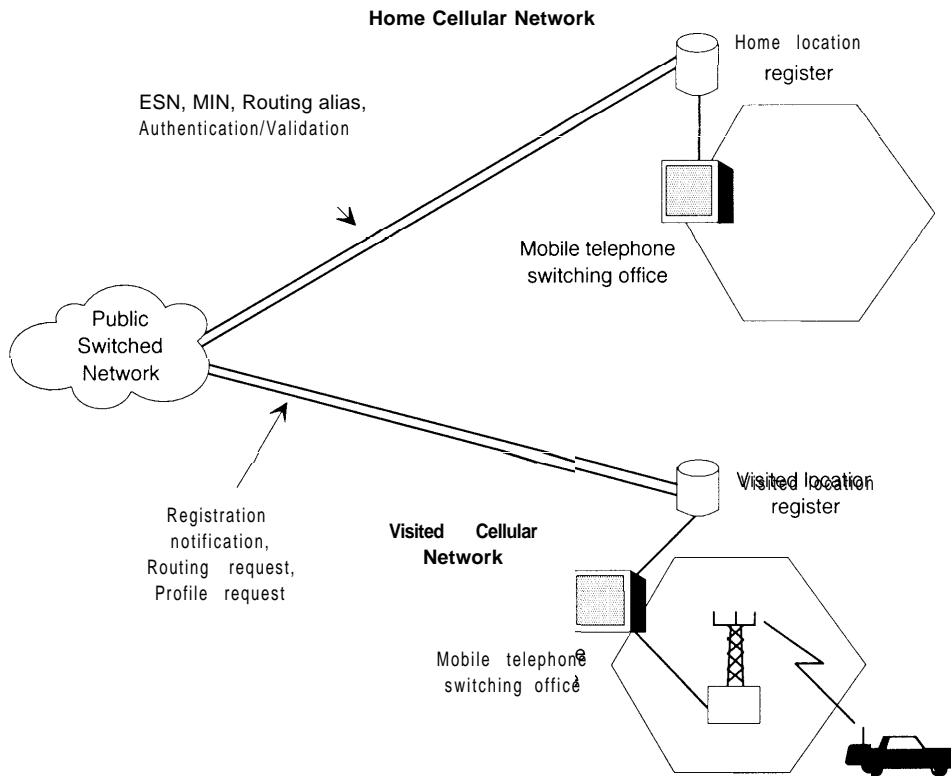 Home Cellular Network
Home location
register
ESN, MIN, Routing alias,
Authentication/Validation
Mobile telephone
switching office
Public
Switched
Network
Visited location
register
Registration
notification,
Routing request,
Profile request
Visited Cellular
Network
Mobile telephone
switching office